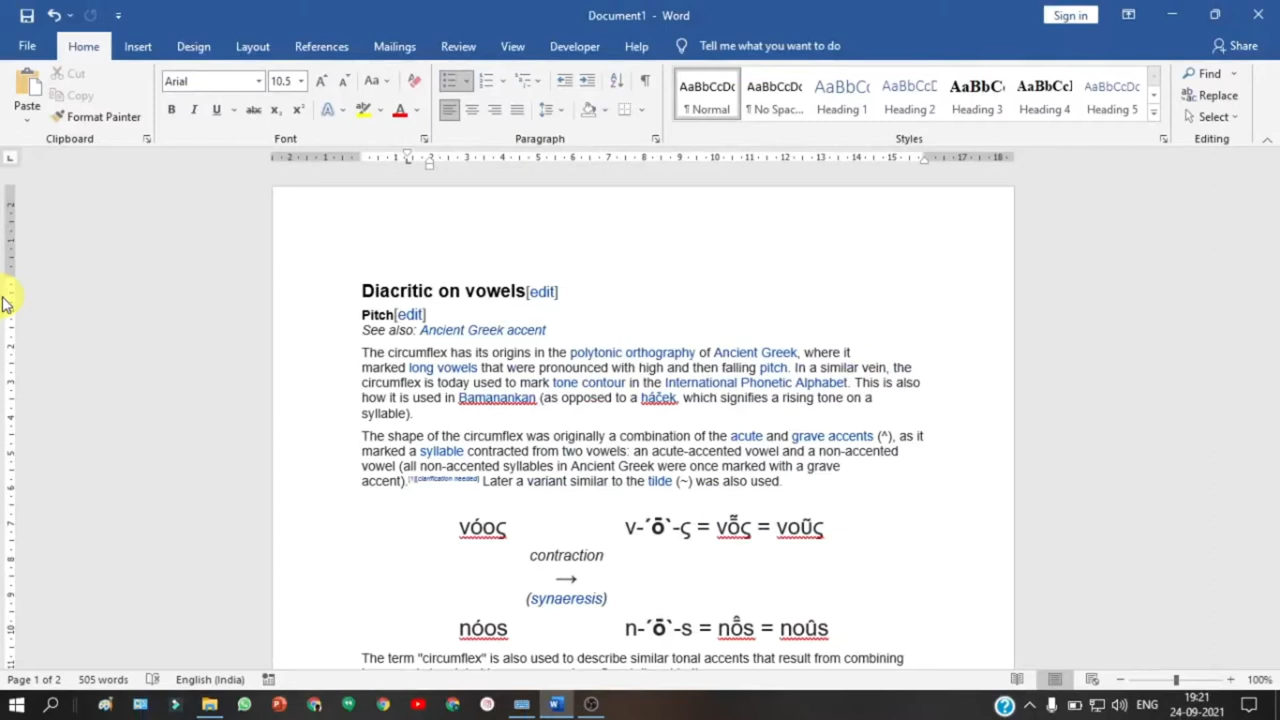 Document1 - Word
Sign in
File Home Insert Design Layout References Mailings Review View Developer Help Tell me what you want to do Share
Paste
Cut
Copy
Format Painter
Clipboard
Arial 10.5
Font
Paragraph
AaBbCcDc AaBbCcDc AaBbCcD AaBbCcD AaBbC AaBbCc AaBbCcDc
¶ Normal ¶ No Spac... Heading 1 Heading 2 Heading 3 Heading 4 Heading 5
Styles
Find
Replace
Select
Editing
Diacritic on vowels[edit]
Pitch[edit]
See also: Ancient Greek accent
The circumflex has its origins in the polytonic orthography of Ancient Greek, where it
marked long vowels that were pronounced with high and then falling pitch. In a similar vein, the
circumflex is today used to mark tone contour in the International Phonetic Alphabet. This is also
how it is used in Bamanankan (as opposed to a háček, which signifies a rising tone on a
syllable).
The shape of the circumflex was originally a combination of the acute and grave accents (^), as it
marked a syllable contracted from two vowels: an acute-accented vowel and a non-accented
vowel (all non-accented syllables in Ancient Greek were once marked with a grave
accent).[1][clarification needed] Later a variant similar to the tilde (~) was also used.
νόος ν-´ō`-ς = νō͂ς = νοῦς
contraction
→
(synaeresis)
nóos n-´ō`-s = nō̂s = noûs
The term "circumflex" is also used to describe similar tonal accents that result from combining
Page 1 of 2 505 words English (India) 100%
ENG 19:21
24-09-2021